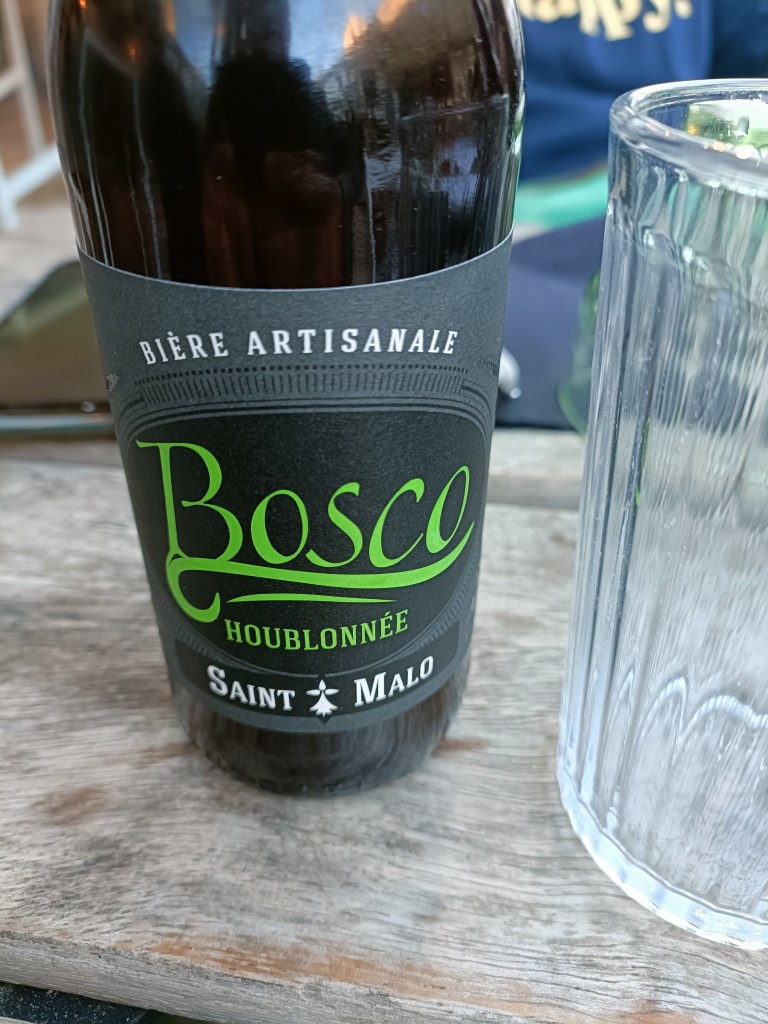 BIÈRE ARTISANALE
Bosco
HOUBLONNÉE
SAINT MALO